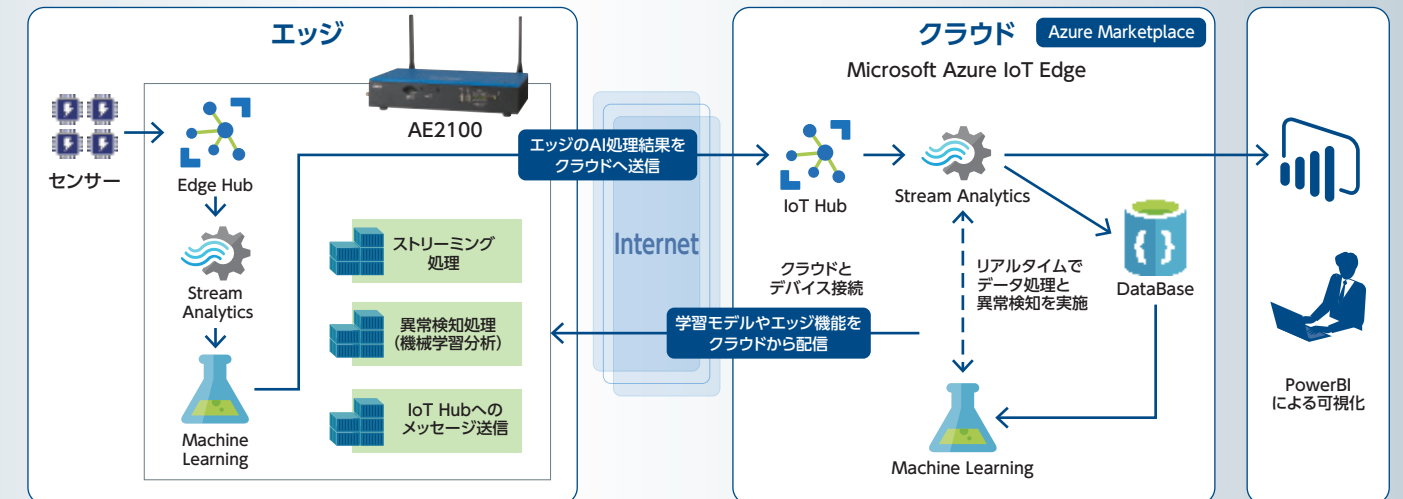 エッジ
AE2100
センサー
Edge Hub
Stream
Analytics
Machine
Learning
ストリーミング
処理
異常検知処理
（機械学習分析）
IoT Hubへの
メッセージ送信
エッジのAI処理結果を
クラウドへ送信
Internet
学習モデルやエッジ機能を
クラウドから配信
クラウド
Azure Marketplace
Microsoft Azure IoT Edge
IoT Hub
Stream Analytics
クラウドと
デバイス接続
リアルタイムで
データ処理と
異常検知を実施
DataBase
Machine Learning
PowerBI
による可視化